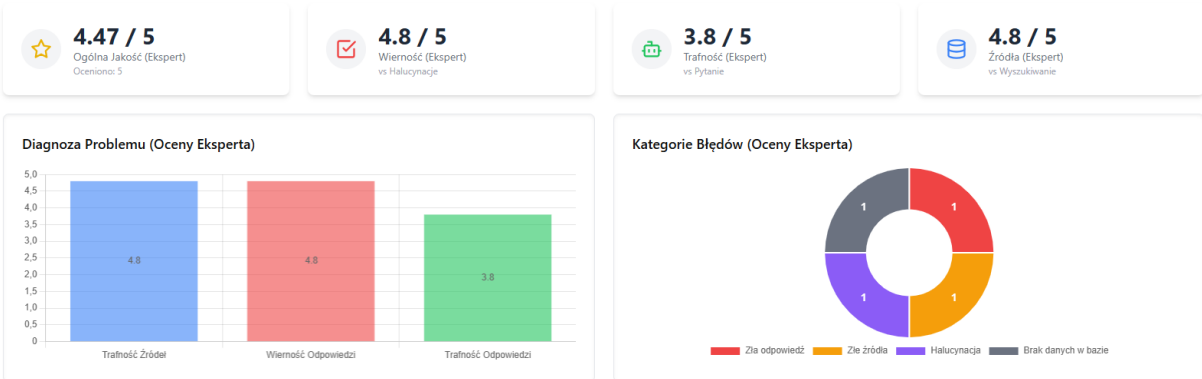 4.47 / 5
Ogólna Jakość (Ekspert)
Oceniono: 5
4.8 / 5
Wierność (Ekspert)
vs Halucynacje
3.8 / 5
Trafność (Ekspert)
vs Pytanie
4.8 / 5
Źródła (Ekspert)
vs Wyszukiwanie
Diagnoza Problemu (Oceny Eksperta)
5,0
4,5
4,0
3,5
3,0
2,5
2,0
1,5
1,0
0,5
0
4.8
4.8
3.8
Trafność Źródeł
Wierność Odpowiedzi
Trafność Odpowiedzi
Kategorie Błędów (Oceny Eksperta)
1
1
1
1
Zła odpowiedź
Złe źródła
Halucynacja
Brak danych w bazie